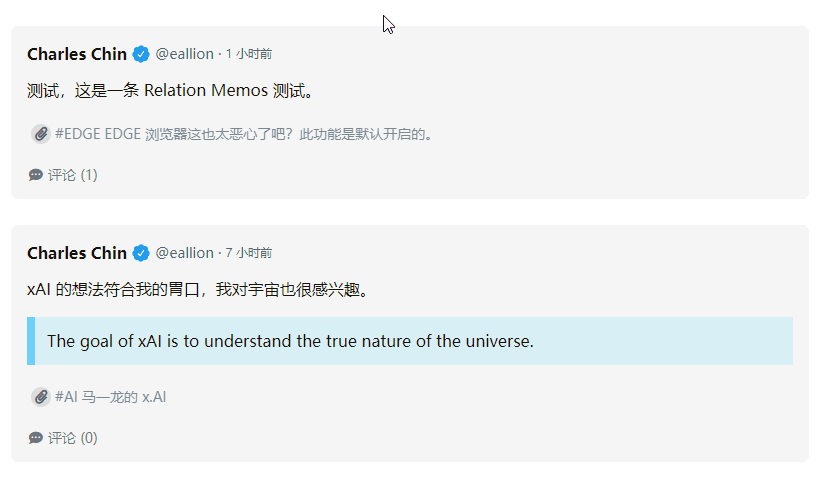 Charles Chin @eallion · 1 小时前
测试，这是一条 Relation Memos 测试。
#EDGE EDGE 浏览器这也太恶心了吧？此功能是默认开启的。
评论 (1)
Charles Chin @eallion · 7 小时前
xAI 的想法符合我的胃口，我对宇宙也很感兴趣。
The goal of xAI is to understand the true nature of the universe.
#AI 马一龙的 x.AI
评论 (0)